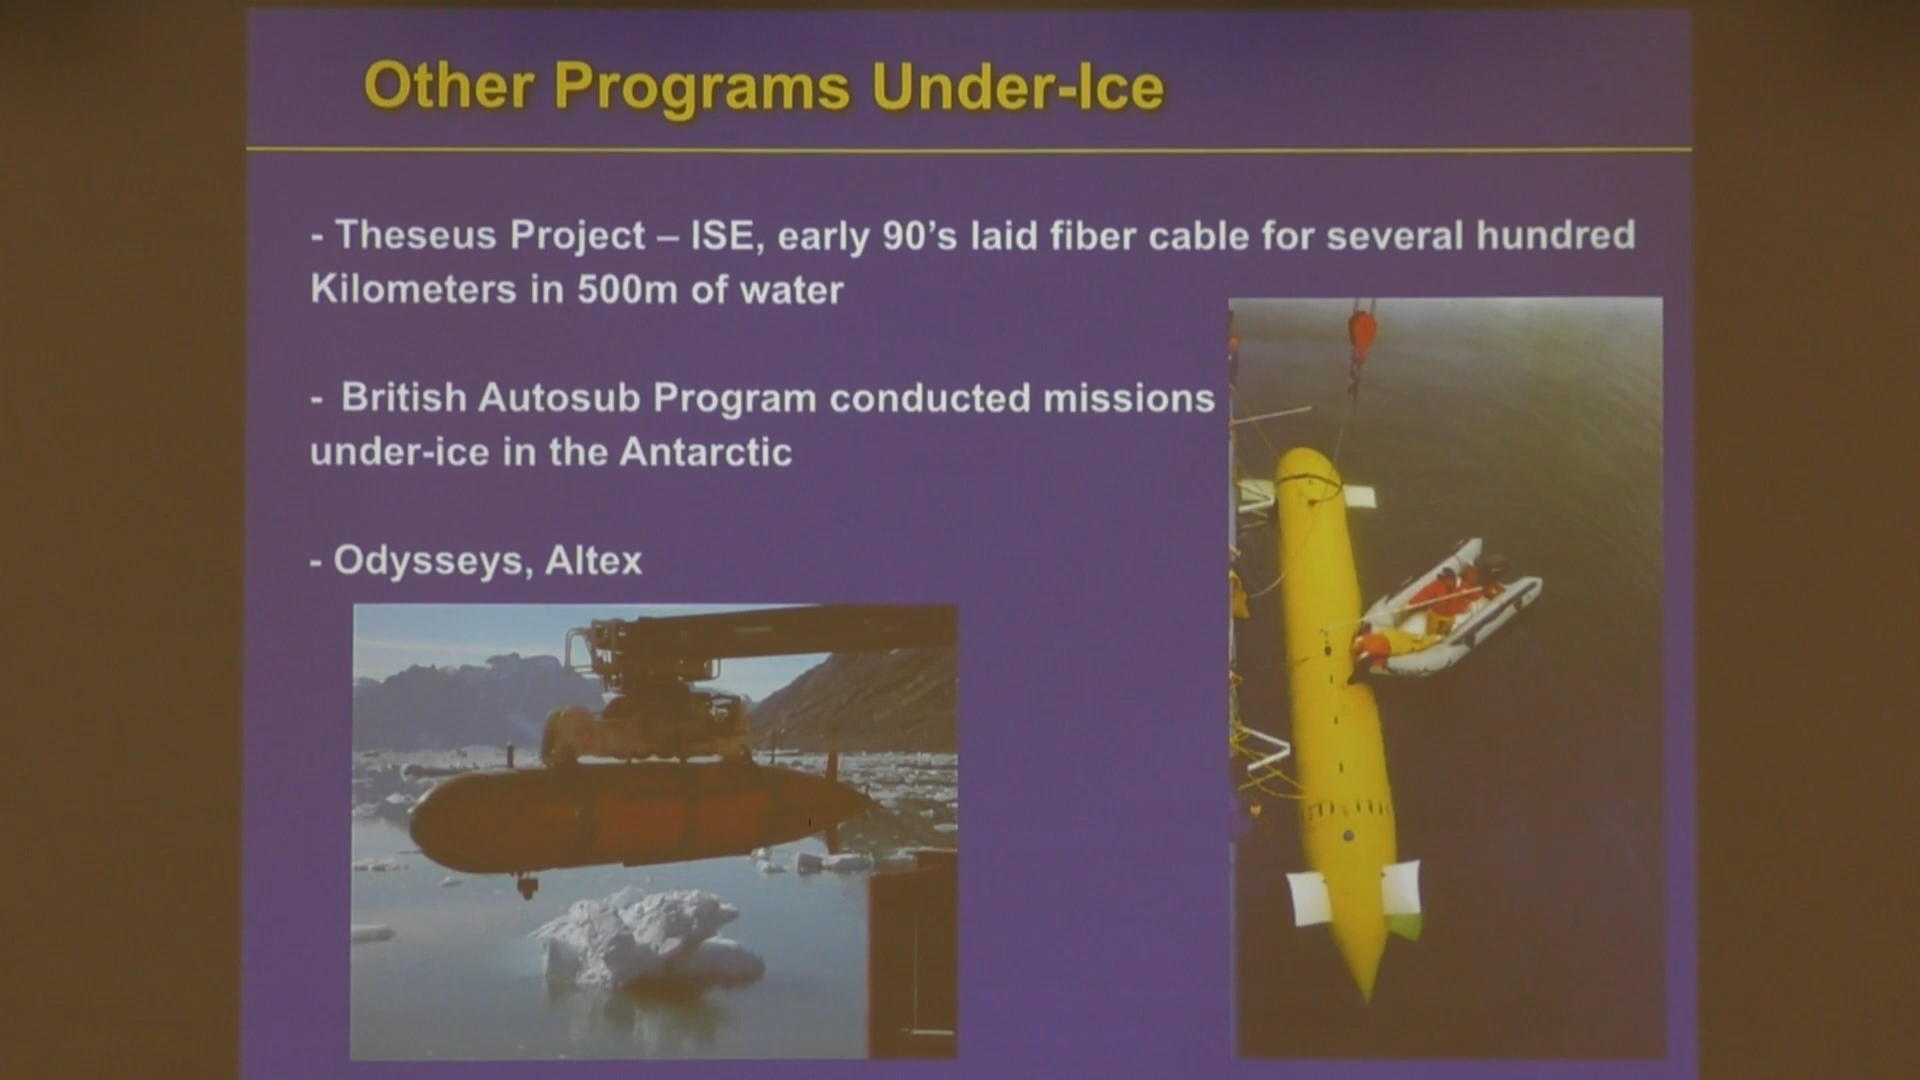 Other Programs Under-Ice
- Theseus Project – ISE, early 90’s laid fiber cable for several hundred
Kilometers in 500m of water
- British Autosub Program conducted missions
under-ice in the Antarctic
- Odysseys, Altex